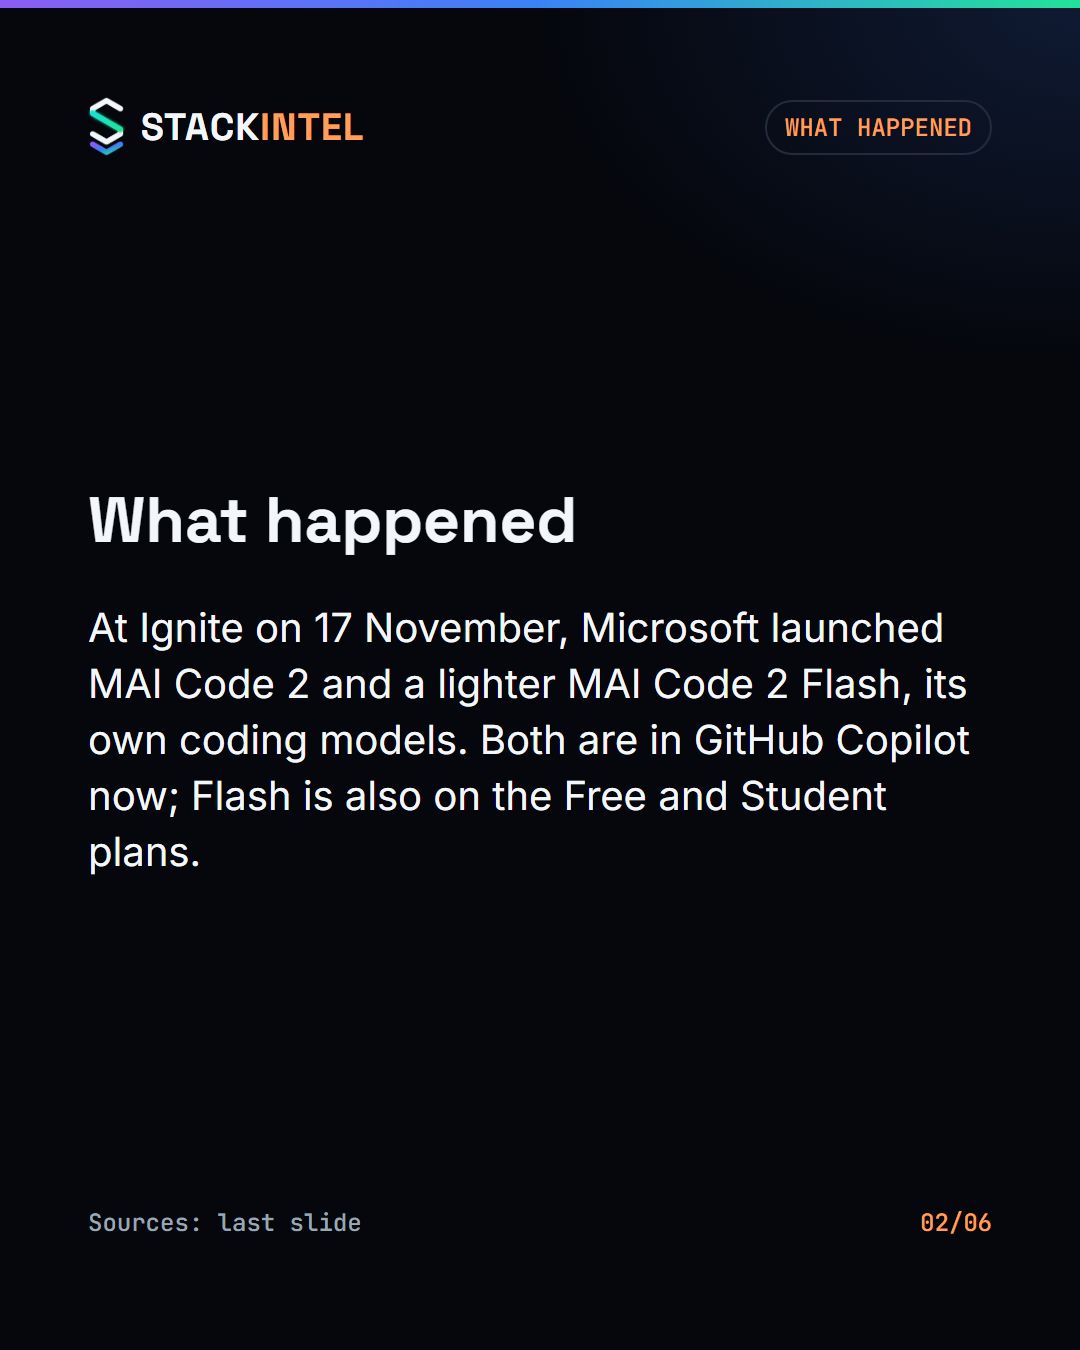 STACKINTEL
WHAT HAPPENED
What happened
At Ignite on 17 November, Microsoft launched
MAI Code 2 and a lighter MAI Code 2 Flash, its
own coding models. Both are in GitHub Copilot
now; Flash is also on the Free and Student
plans.
Sources: last slide
02/06